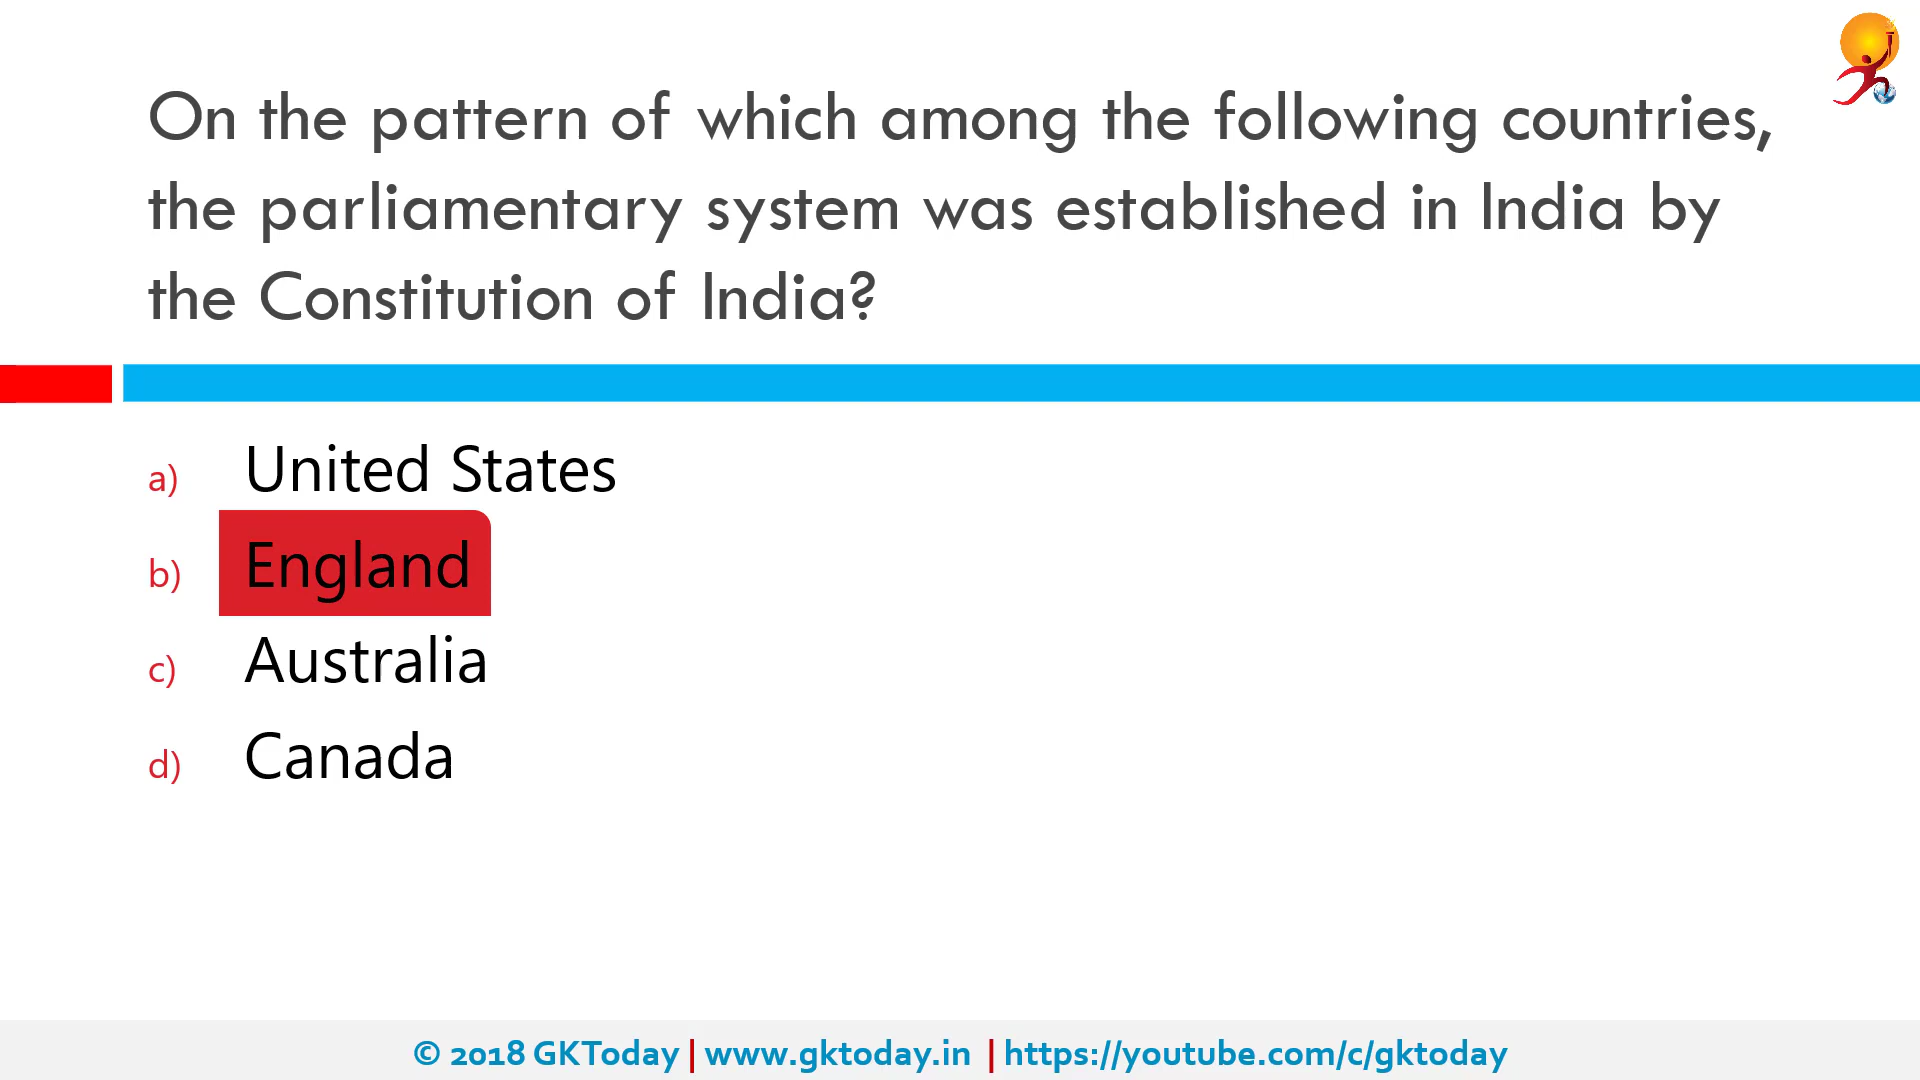 On the pattern of which among the following countries,
the parliamentary system was established in India by
the Constitution of India?
a) United States
b) England
c) Australia
d) Canada
© 2018 GKToday | www.gktoday.in | https://youtube.com/c/gktoday